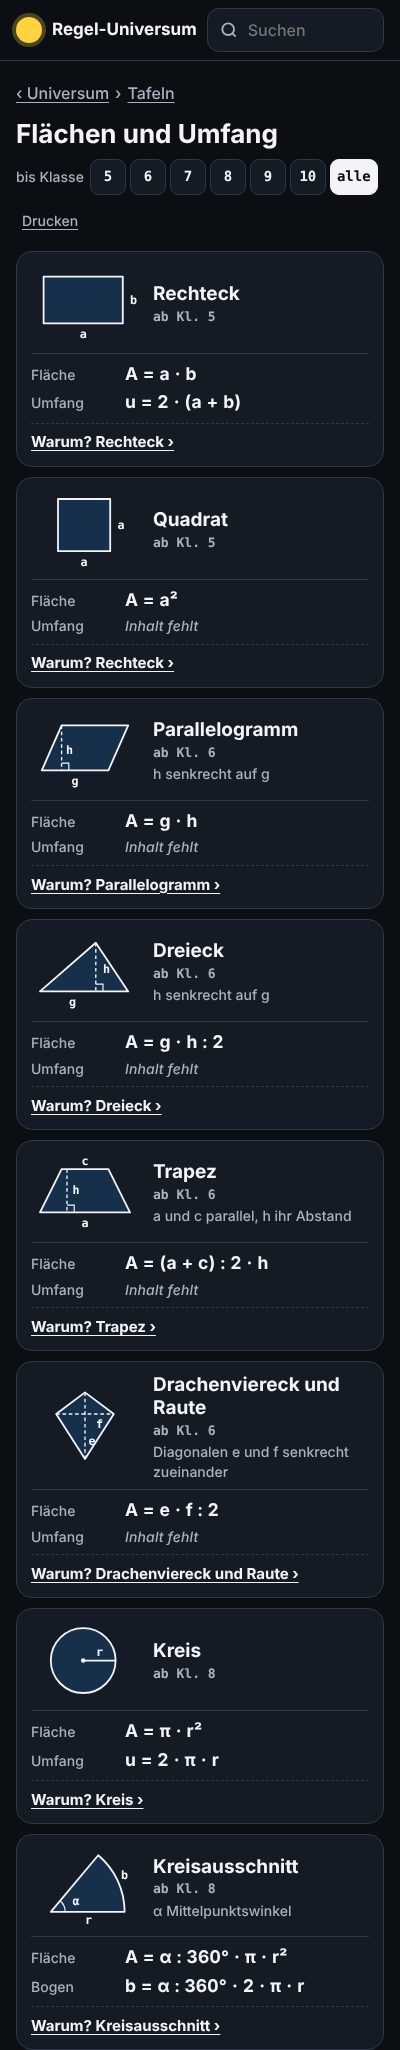 Regel-Universum
Suchen
‹ Universum › Tafeln
Flächen und Umfang
bis Klasse 5 6 7 8 9 10 alle
Drucken
b
a
Rechteck
ab Kl. 5
Fläche A = a · b
Umfang u = 2 · (a + b)
Warum? Rechteck ›
a
a
Quadrat
ab Kl. 5
Fläche A = a²
Umfang Inhalt fehlt
Warum? Rechteck ›
h
g
Parallelogramm
ab Kl. 6
h senkrecht auf g
Fläche A = g · h
Umfang Inhalt fehlt
Warum? Parallelogramm ›
h
g
Dreieck
ab Kl. 6
h senkrecht auf g
Fläche A = g · h : 2
Umfang Inhalt fehlt
Warum? Dreieck ›
c
h
a
Trapez
ab Kl. 6
a und c parallel, h ihr Abstand
Fläche A = (a + c) : 2 · h
Umfang Inhalt fehlt
Warum? Trapez ›
f
e
Drachenviereck und
Raute
ab Kl. 6
Diagonalen e und f senkrecht
zueinander
Fläche A = e · f : 2
Umfang Inhalt fehlt
Warum? Drachenviereck und Raute ›
r
Kreis
ab Kl. 8
Fläche A = π · r²
Umfang u = 2 · π · r
Warum? Kreis ›
b
α
r
Kreisausschnitt
ab Kl. 8
α Mittelpunktswinkel
Fläche A = α : 360° · π · r²
Bogen b = α : 360° · 2 · π · r
Warum? Kreisausschnitt ›